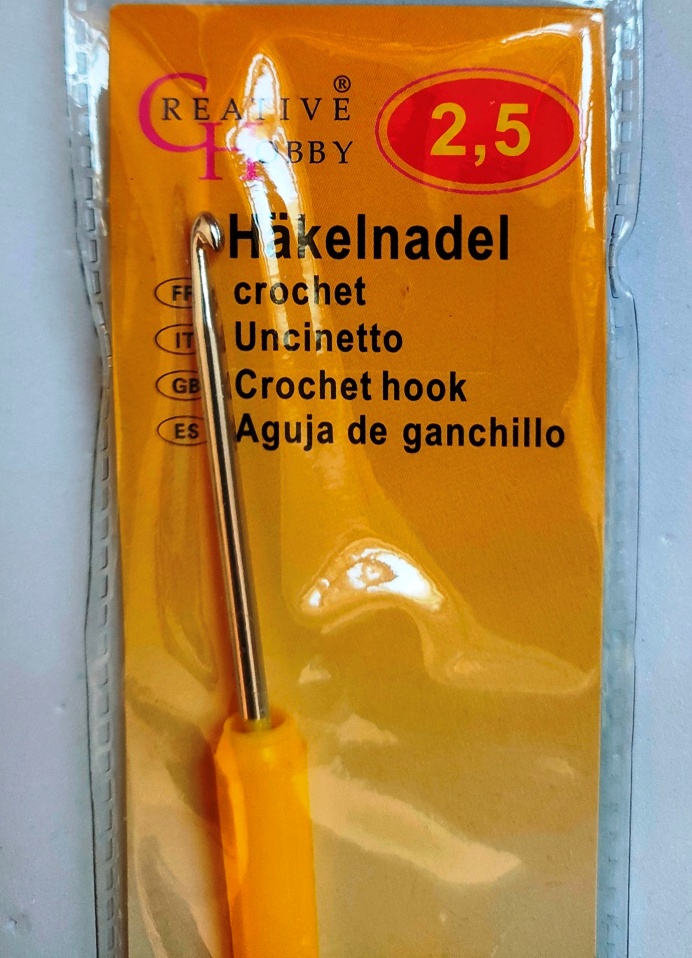 CREATIVE HOBBY ®
2,5
Häkelnadel
FR crochet
IT Uncinetto
GB Crochet hook
ES Aguja de ganchillo